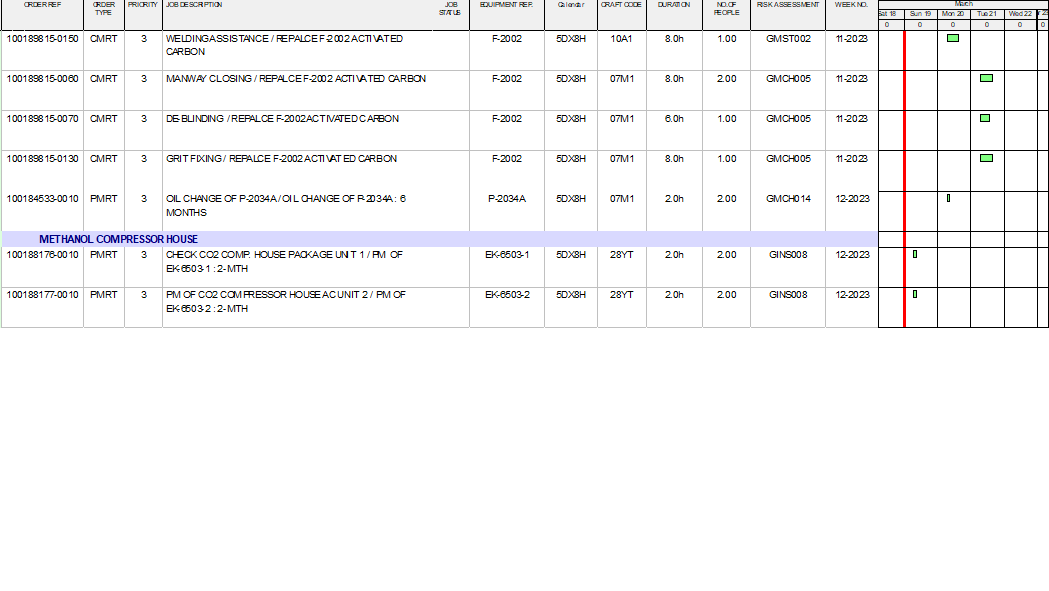 ORDER REF ORDER TYPE PRIORITY JOB DESCRIPTION JOB STATUS EQUIPMENT REF. Calendar CRAFT CODE DURATION NO.OF PEOPLE RISK ASSESSMENT WEEK NO. March
Sat 18 Sun 19 Mon 20 Tue 21 Wed 22
0 0 0 0 0 0
100189815-0150 CMRT 3 WELDING ASSISTANCE / REPALCE F-2002 ACTIVATED F-2002 5DX8H 10A1 8.0h 1.00 GMST002 11-2023
CARBON
100189815-0060 CMRT 3 MANWAY CLOSING / REPALCE F-2002 ACTIVATED CARBON F-2002 5DX8H 07M1 8.0h 2.00 GMCH005 11-2023
100189815-0070 CMRT 3 DE-BLINDING / REPALCE F-2002 ACTIVATED CARBON F-2002 5DX8H 07M1 6.0h 1.00 GMCH005 11-2023
100189815-0130 CMRT 3 GRIT FIXING / REPALCE F-2002 ACTIVATED CARBON F-2002 5DX8H 07M1 8.0h 1.00 GMCH005 11-2023
100184533-0010 PMRT 3 OIL CHANGE OF P-2034A / OIL CHANGE OF P-2034A : 6 P-2034A 5DX8H 07M1 2.0h 2.00 GMCH014 12-2023
MONTHS
METHANOL COMPRESSOR HOUSE
100188176-0010 PMRT 3 CHECK CO2 COMP. HOUSE PACKAGE UNIT 1 / PM OF EK-6503-1 5DX8H 28YT 2.0h 2.00 GINS008 12-2023
EK-6503-1 : 2-MTH
100188177-0010 PMRT 3 PM OF CO2 COMPRESSOR HOUSE AC UNIT 2 / PM OF EK-6503-2 5DX8H 28YT 2.0h 2.00 GINS008 12-2023
EK-6503-2 : 2-MTH